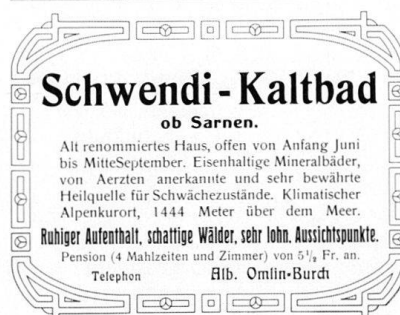 Schwendi-Kaltbad
ob Sarnen.
Alt renommiertes Haus, offen von Anfang Juni
bis MitteSeptember. Eisenhaltige Mineralbäder,
von Aerzten anerkannte und sehr bewährte
Heilquelle für Schwächezustände. Klimatischer
Alpenkurort, 1444 Meter über dem Meer.
Ruhiger Aufenthalt, schattige Wälder, sehr lohn. Aussichtspunkte.
Pension (4 Mahlzeiten und Zimmer) von 5½ Fr. an.
Telephon Alb. Omlin-Burch